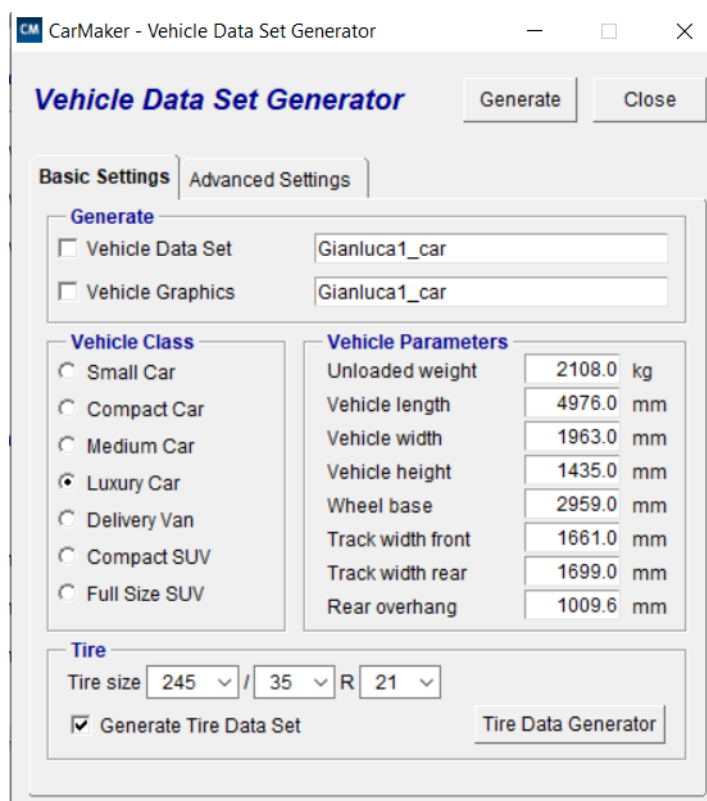 CM CarMaker - Vehicle Data Set Generator
Vehicle Data Set Generator Generate Close
Basic Settings Advanced Settings
Generate
Vehicle Data Set Gianluca1_car
Vehicle Graphics Gianluca1_car
Vehicle Class
Small Car
Compact Car
Medium Car
Luxury Car
Delivery Van
Compact SUV
Full Size SUV
Vehicle Parameters
Unloaded weight 2108.0 kg
Vehicle length 4976.0 mm
Vehicle width 1963.0 mm
Vehicle height 1435.0 mm
Wheel base 2959.0 mm
Track width front 1661.0 mm
Track width rear 1699.0 mm
Rear overhang 1009.6 mm
Tire
Tire size 245 / 35 R 21
Generate Tire Data Set Tire Data Generator